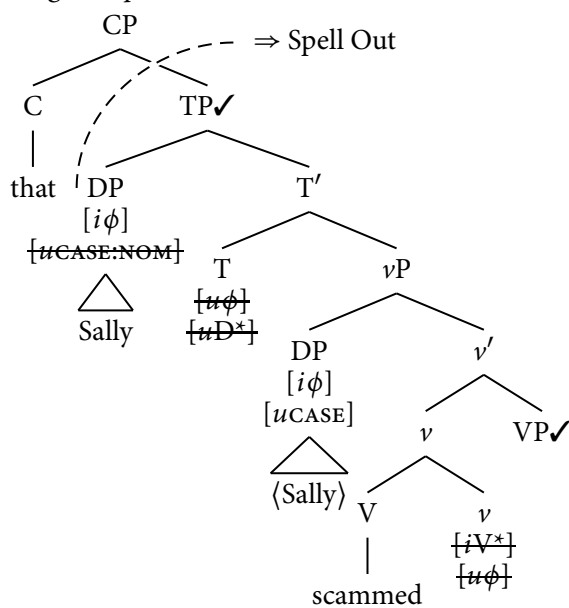 CP
⇒ Spell Out
C TP✓
that DP T′
[iϕ]
[uCASE:NOM] T vP
Sally [uϕ]
[uD*] DP v′
[iϕ]
[uCASE] v VP✓
⟨Sally⟩ V v
[iV*]
[uϕ]
scammed